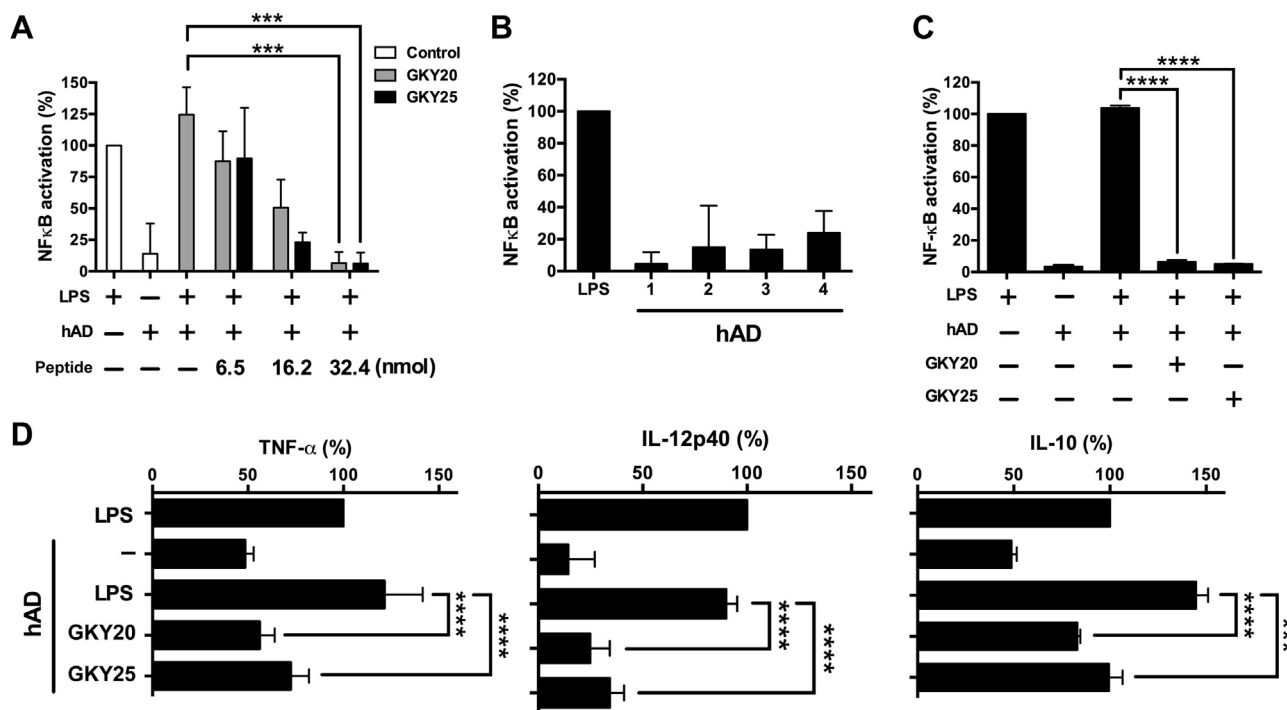 A
***
***
Control
GKY20
GKY25
NFκB activation (%)
150
125
100
75
50
25
0
LPS + – + + + +
hAD – + + + + +
Peptide – – – 6.5 16.2 32.4 (nmol)
B
NFκB activation (%)
120
100
80
60
40
20
0
LPS 1 2 3 4
hAD
C
****
****
NF-κB activation (%)
120
100
80
60
40
20
0
LPS + – + + +
hAD – + + + +
GKY20 – – – + –
GKY25 – – – – +
D
TNF-α (%)
0 50 100 150
LPS
–
LPS
GKY20
GKY25
hAD
****
****
IL-12p40 (%)
0 50 100 150
****
****
IL-10 (%)
0 50 100 150
****